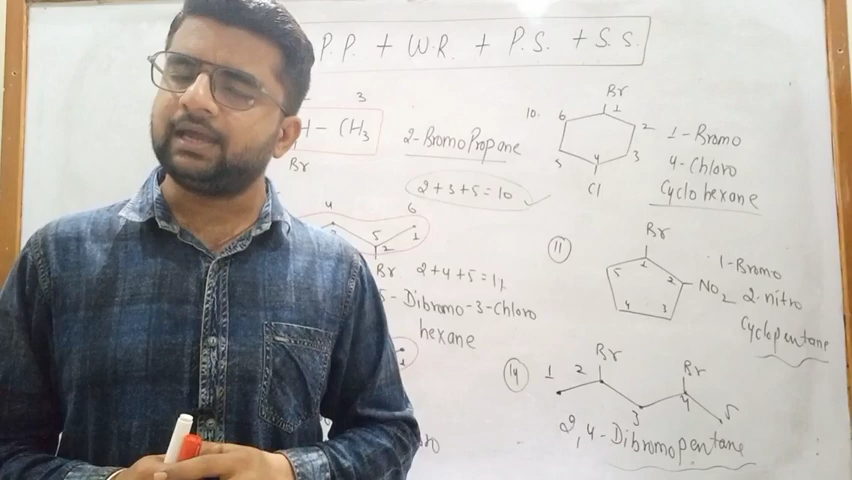 P.P. + W.R. + P.S. + S.S.
3
H - CH3
Br
2-BromoPropane
2+3+5=10
4
6
5
1
2
Br
2+4+5=11
5-Dibromo-3-Chloro
hexane
10.
Br
1
6
2
5
3
4
Cl
1-Bromo
4-Chloro
Cyclohexane
11
Br
1
5
2
NO2
4
3
1-Bromo
2-nitro
Cyclopentane
14
1
2
Br
3
Br
4
5
2,4-Dibromopentane